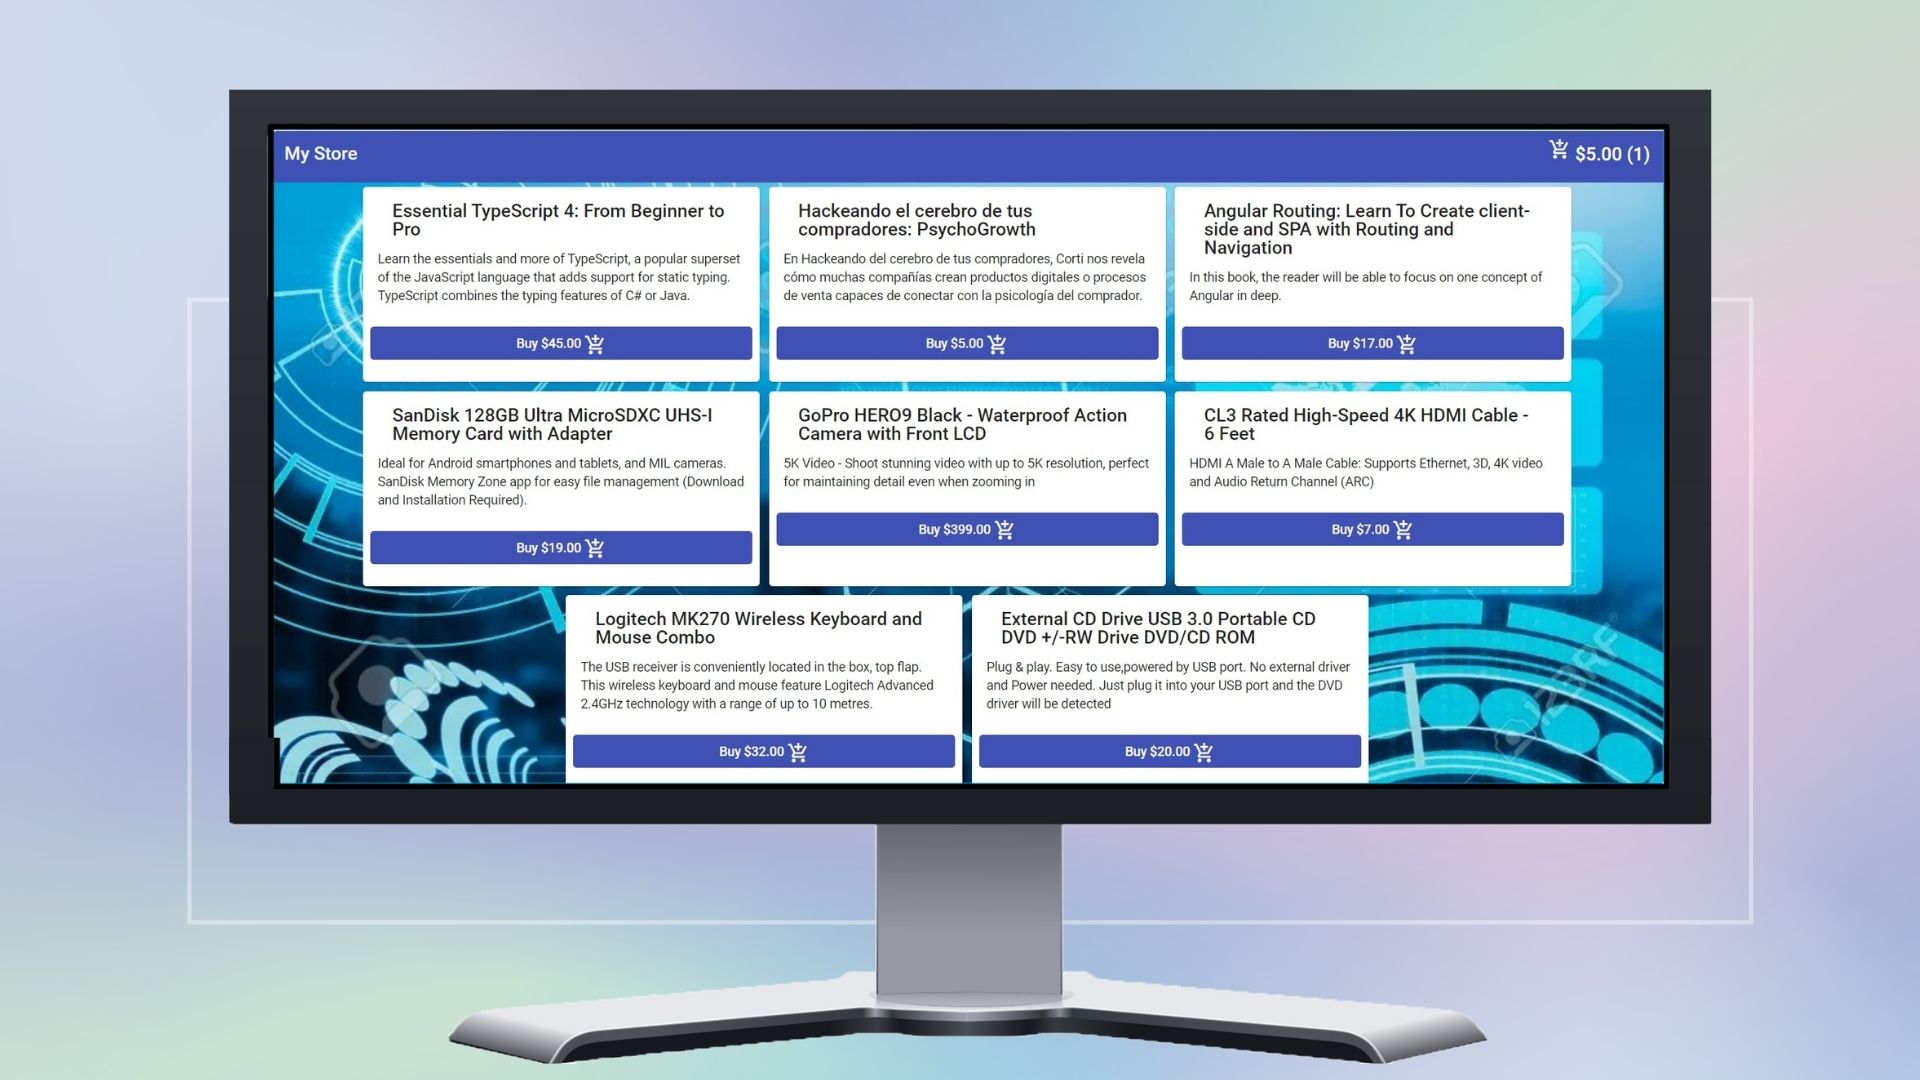 My Store
$5.00 (1)
Essential TypeScript 4: From Beginner to
Pro
Learn the essentials and more of TypeScript, a popular superset
of the JavaScript language that adds support for static typing.
TypeScript combines the typing features of C# or Java.
Buy $45.00
Hackeando el cerebro de tus
compradores: PsychoGrowth
En Hackeando del cerebro de tus compradores, Corti nos revela
cómo muchas compañías crean productos digitales o procesos
de venta capaces de conectar con la psicología del comprador.
Buy $5.00
Angular Routing: Learn To Create client-
side and SPA with Routing and
Navigation
In this book, the reader will be able to focus on one concept of
Angular in deep.
Buy $17.00
SanDisk 128GB Ultra MicroSDXC UHS-I
Memory Card with Adapter
Ideal for Android smartphones and tablets, and MIL cameras.
SanDisk Memory Zone app for easy file management (Download
and Installation Required).
Buy $19.00
GoPro HERO9 Black - Waterproof Action
Camera with Front LCD
5K Video - Shoot stunning video with up to 5K resolution, perfect
for maintaining detail even when zooming in
Buy $399.00
CL3 Rated High-Speed 4K HDMI Cable -
6 Feet
HDMI A Male to A Male Cable: Supports Ethernet, 3D, 4K video
and Audio Return Channel (ARC)
Buy $7.00
Logitech MK270 Wireless Keyboard and
Mouse Combo
The USB receiver is conveniently located in the box, top flap.
This wireless keyboard and mouse feature Logitech Advanced
2.4GHz technology with a range of up to 10 metres.
Buy $32.00
External CD Drive USB 3.0 Portable CD
DVD +/-RW Drive DVD/CD ROM
Plug & play. Easy to use,powered by USB port. No external driver
and Power needed. Just plug it into your USB port and the DVD
driver will be detected
Buy $20.00
123RF